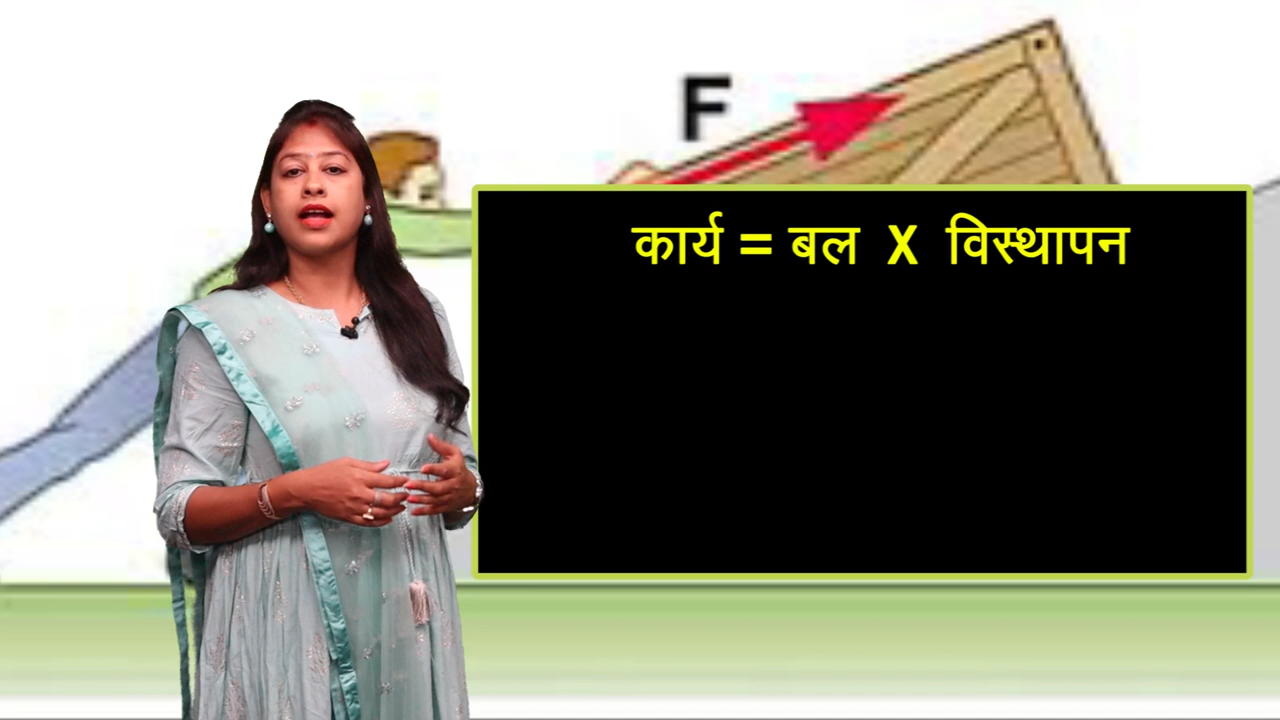 F
कार्य = बल X विस्थापन